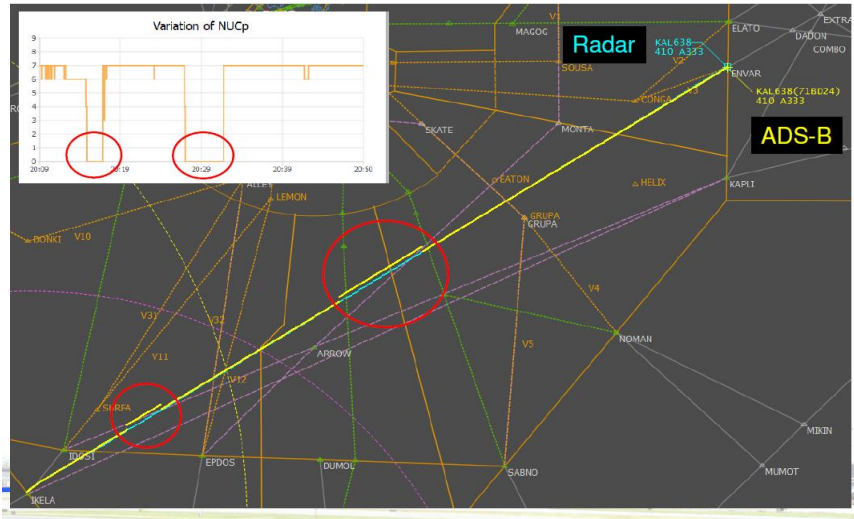 Variation of NUCp
9
8
7
6
5
4
3
2
1
0
20:09
20:19
20:29
20:39
20:50
V1
MAGOG
ELATO
EXTRA
DADON
COMBO
Radar
KAL638
410 A333
V2
SOUSA
ENVAR
CONGA
V3
KAL638(71BD24)
410 A333
ADS-B
SKATE
MONTA
EATON
HELIX
KAPLI
ALLEY
LEMON
GRUPA
GRUPA
DONKI
V10
V4
V31
V32
V11
V12
ARROW
V5
NOMAN
SURFA
IDOSI
EPDOS
DUMOL
SABNO
MIKIN
MUMOT
IKELA